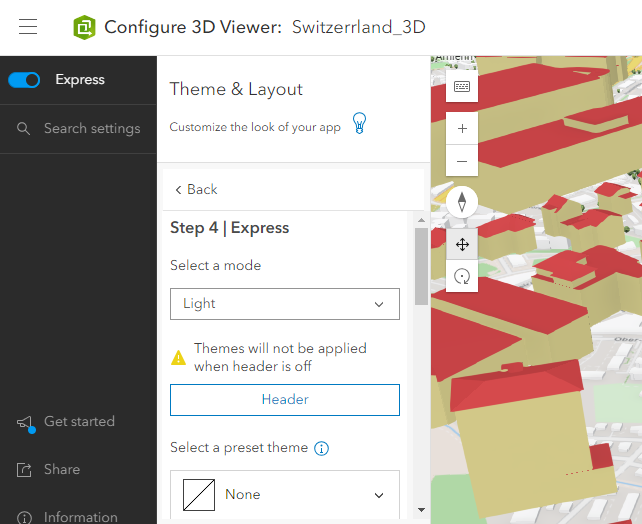 Configure 3D Viewer: Switzerrland_3D
Express
Search settings
Get started
Share
Information
Theme & Layout
Customize the look of your app
Back
Step 4 | Express
Select a mode
Light
Themes will not be applied
when header is off
Header
Select a preset theme
None